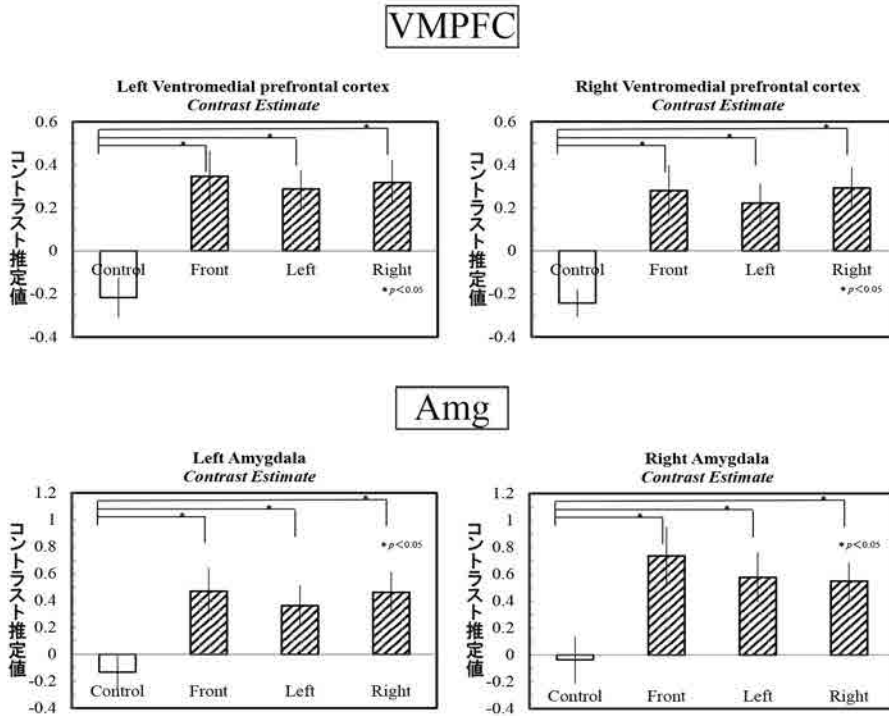 VMPFC
Left Ventromedial prefrontal cortex
Contrast Estimate
コントラスト推定値
0.6
0.4
0.2
0
-0.2
-0.4
*
*
*
Control
Front
Left
Right
* p<0.05
Right Ventromedial prefrontal cortex
Contrast Estimate
コントラスト推定値
0.6
0.4
0.2
0
-0.2
-0.4
*
*
*
Control
Front
Left
Right
* p<0.05
Amg
Left Amygdala
Contrast Estimate
コントラスト推定値
1.2
1
0.8
0.6
0.4
0.2
0
-0.2
-0.4
*
*
*
* p<0.05
Control
Front
Left
Right
Right Amygdala
Contrast Estimate
コントラスト推定値
1.2
1
0.8
0.6
0.4
0.2
0
-0.2
-0.4
*
*
*
* p<0.05
Control
Front
Left
Right